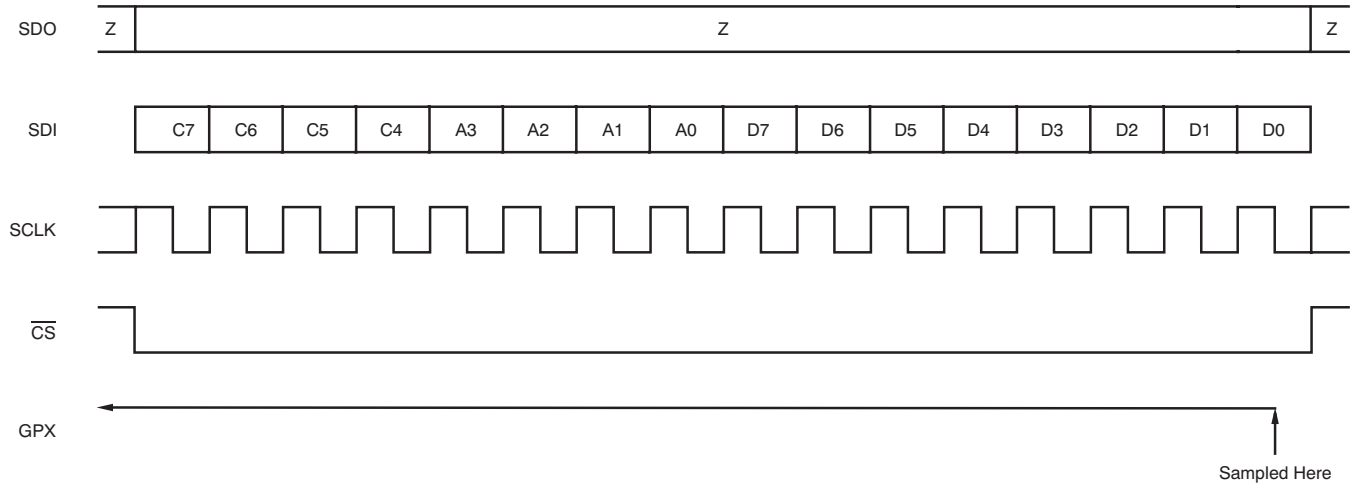 SDO Z Z Z
SDI C7 C6 C5 C4 A3 A2 A1 A0 D7 D6 D5 D4 D3 D2 D1 D0
SCLK
CS
GPX
Sampled Here